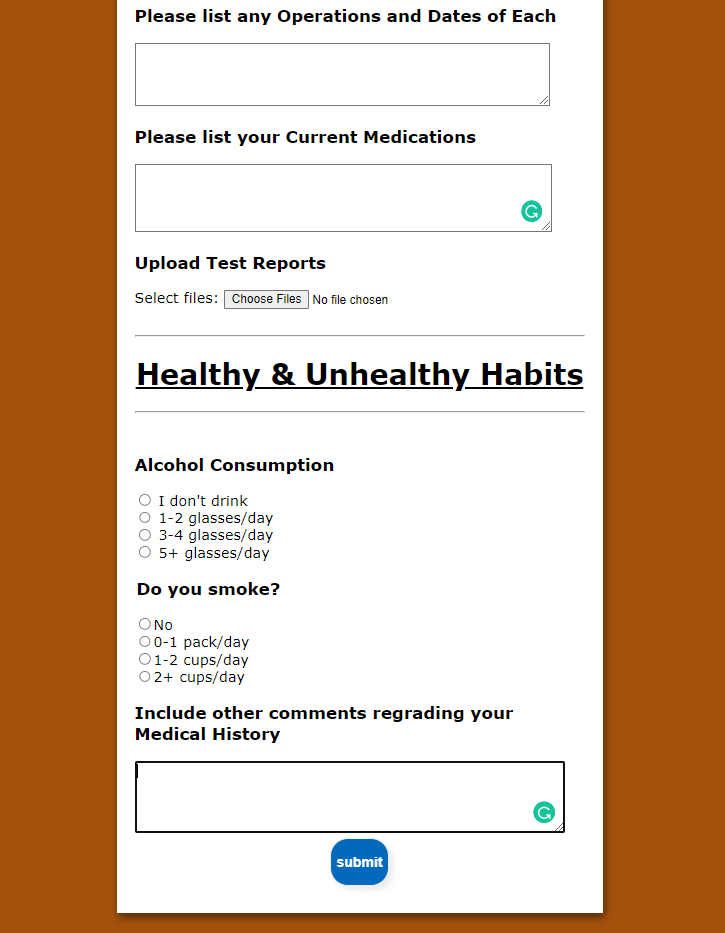 Please list any Operations and Dates of Each
Please list your Current Medications
Upload Test Reports
Select files: Choose Files No file chosen
Healthy & Unhealthy Habits
Alcohol Consumption
I don't drink
1-2 glasses/day
3-4 glasses/day
5+ glasses/day
Do you smoke?
No
0-1 pack/day
1-2 cups/day
2+ cups/day
Include other comments regrading your
Medical History
submit